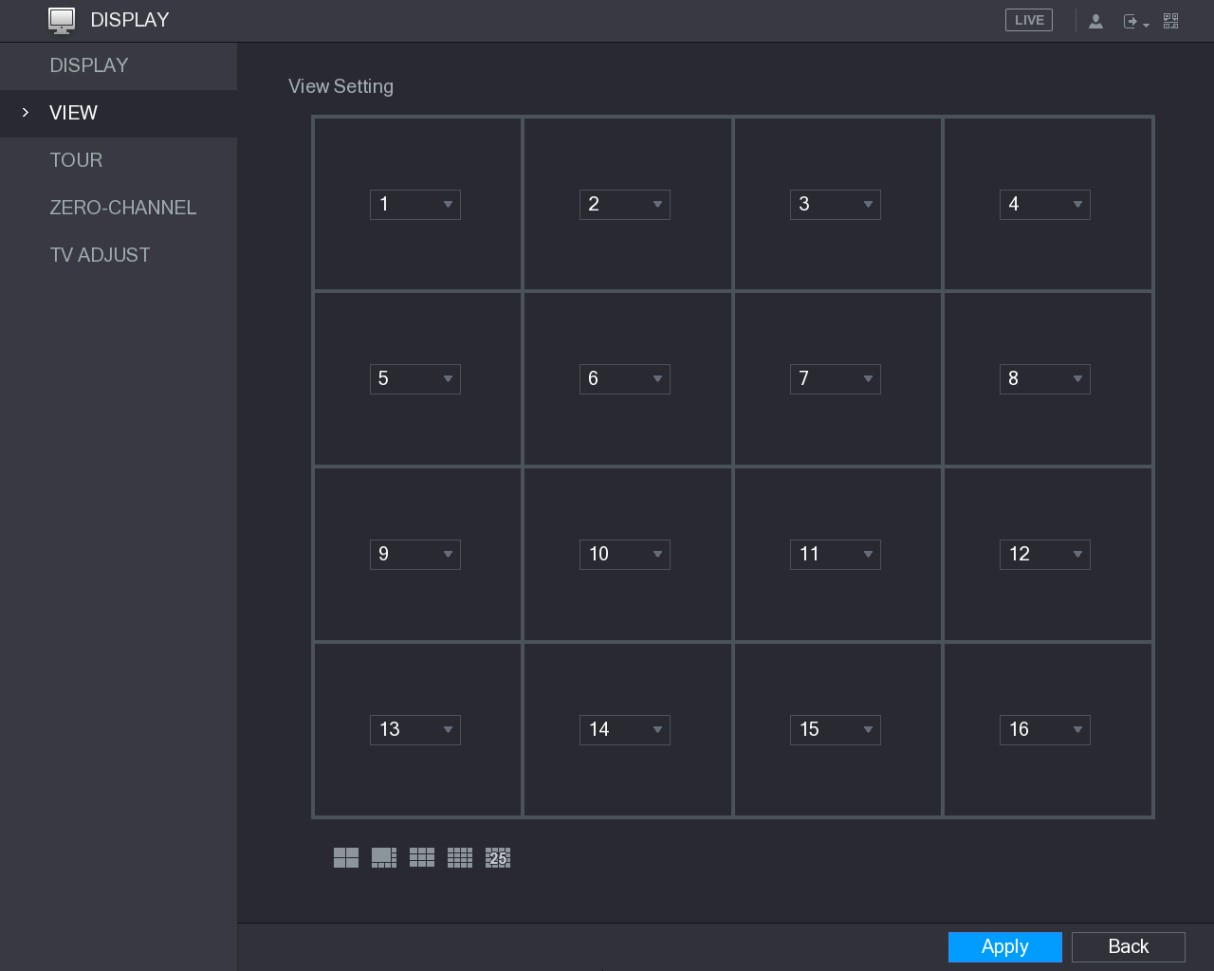 DISPLAY
LIVE
DISPLAY
VIEW
TOUR
ZERO-CHANNEL
TV ADJUST
View Setting
1 2 3 4
5 6 7 8
9 10 11 12
13 14 15 16
25
Apply Back